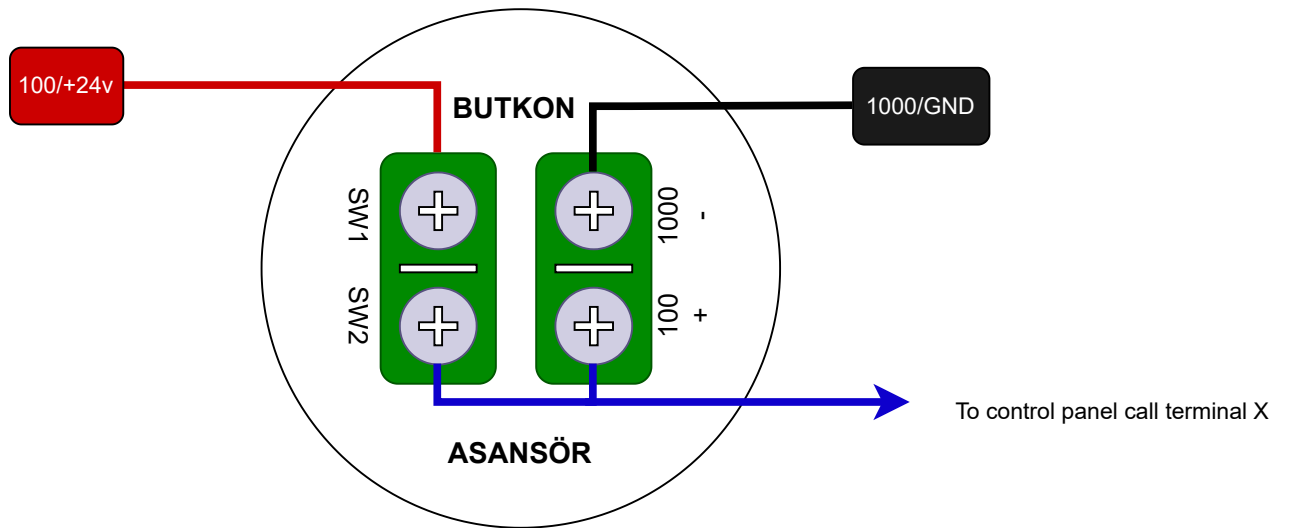 100/+24v
BUTKON
1000/GND
SW1
1000
-
SW2
100
+
To control panel call terminal X
ASANSÖR